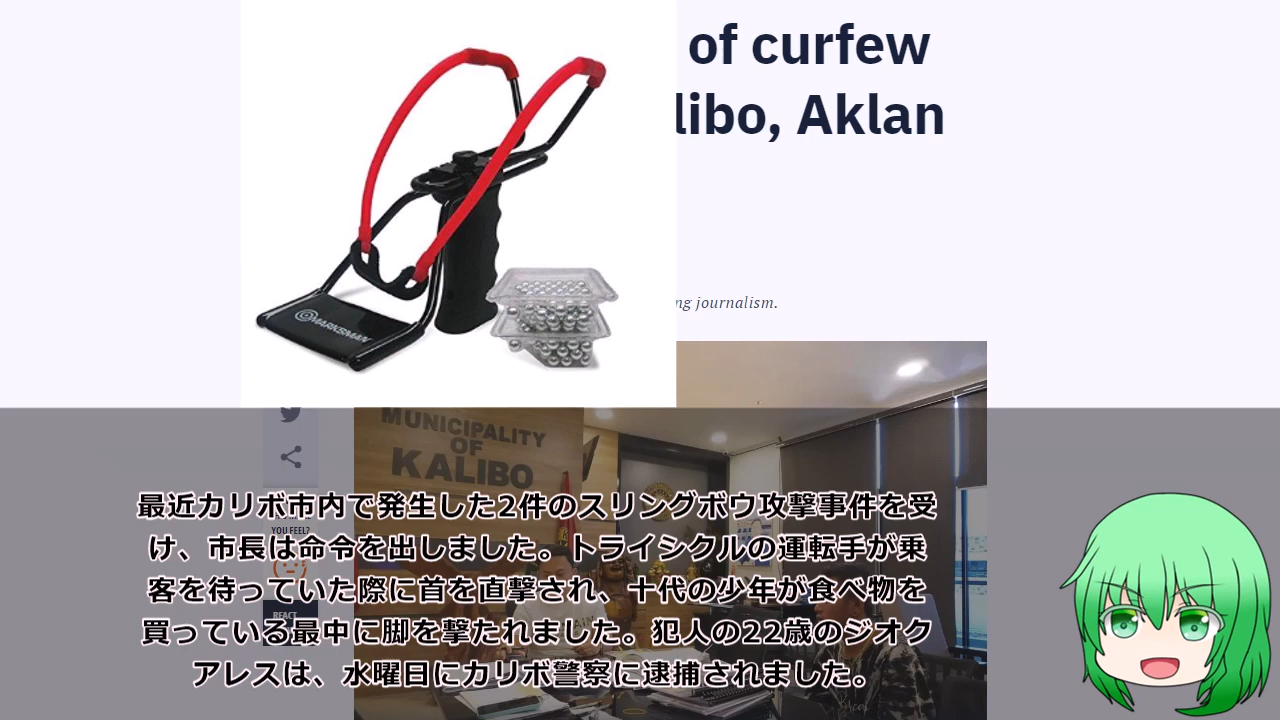 of curfew
libo, Aklan
ng journalism.
MARKSMAN
MUNICIPALITY
OF
KALIBO
YOU FEEL?
REACT
最近カリボ市内で発生した2件のスリングボウ攻撃事件を受
け、市長は命令を出しました。トライシクルの運転手が乗
客を待っていた際に首を直撃され、十代の少年が食べ物を
買っている最中に脚を撃たれました。犯人の22歳のジオク
アレスは、水曜日にカリボ警察に逮捕されました。